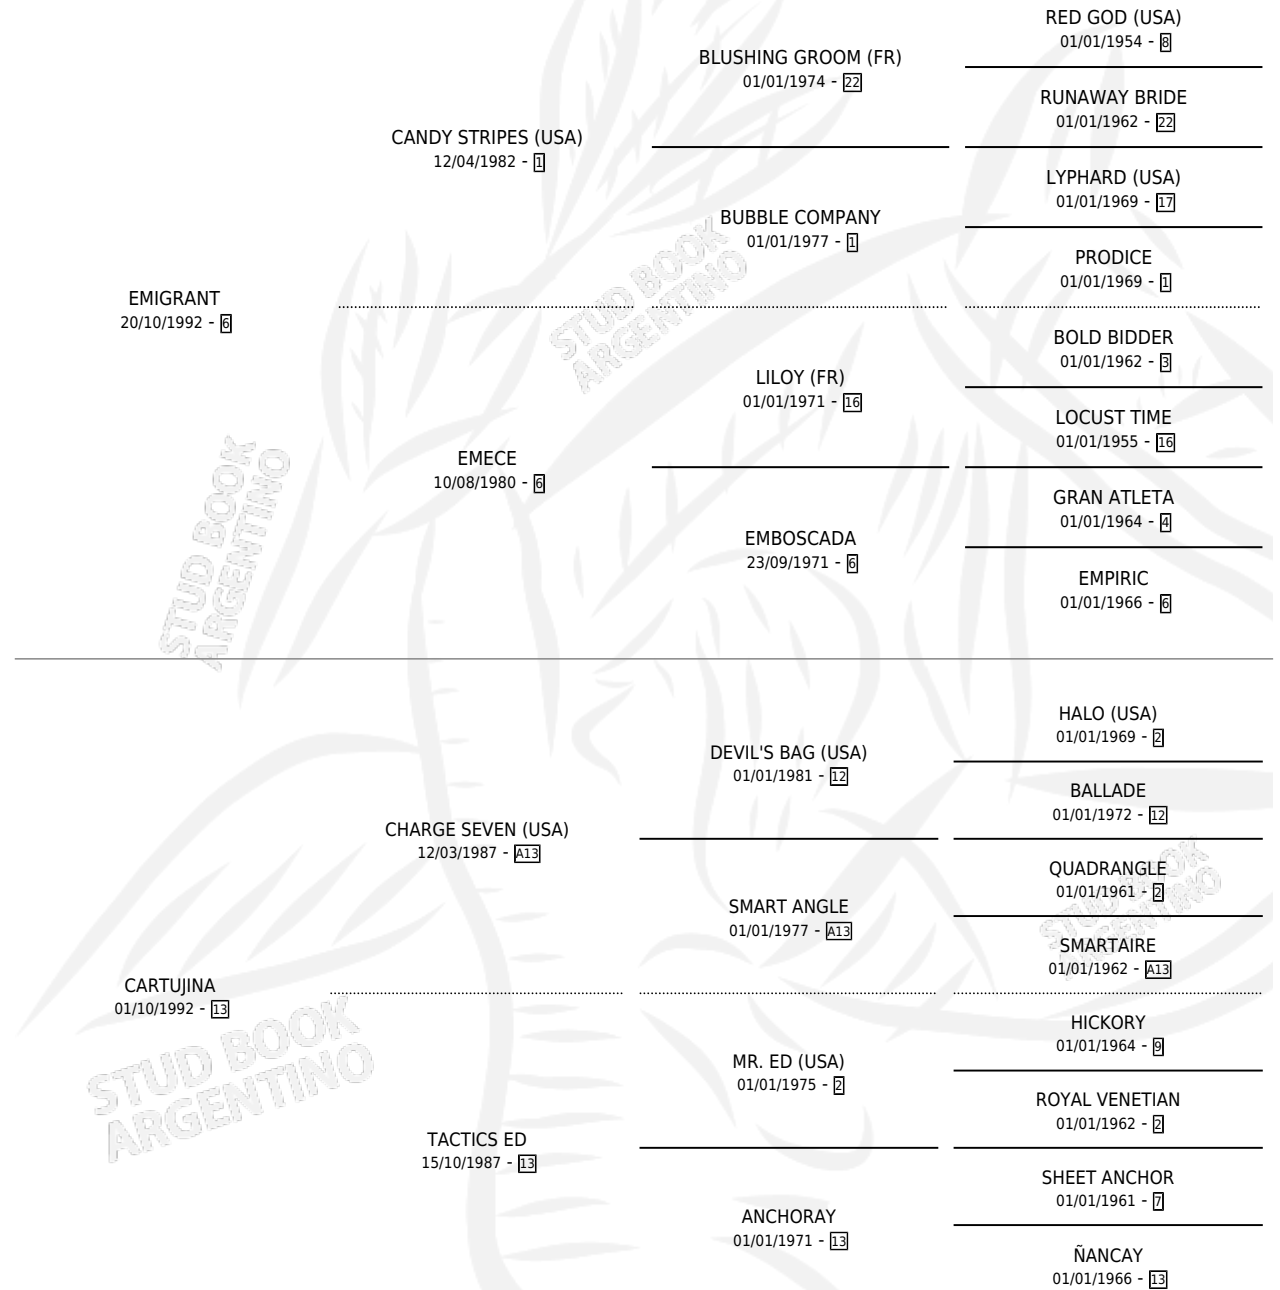 RED GOD (USA)
01/01/1954 - 8
BLUSHING GROOM (FR)
01/01/1974 - 22
RUNAWAY BRIDE
01/01/1962 - 22
CANDY STRIPES (USA)
12/04/1982 - 1
LYPHARD (USA)
01/01/1969 - 17
BUBBLE COMPANY
01/01/1977 - 1
PRODICE
01/01/1969 - 1
EMIGRANT
20/10/1992 - 6
BOLD BIDDER
01/01/1962 - 3
LILOY (FR)
01/01/1971 - 16
LOCUST TIME
01/01/1955 - 16
EMECE
10/08/1980 - 6
GRAN ATLETA
01/01/1964 - 4
EMBOSCADA
23/09/1971 - 6
EMPIRIC
01/01/1966 - 6
HALO (USA)
01/01/1969 - 2
DEVIL'S BAG (USA)
01/01/1981 - 12
BALLADE
01/01/1972 - 12
CHARGE SEVEN (USA)
12/03/1987 - A13
QUADRANGLE
01/01/1961 - 2
SMART ANGLE
01/01/1977 - A13
SMARTAIRE
01/01/1962 - A13
CARTUJINA
01/10/1992 - 13
HICKORY
01/01/1964 - 9
MR. ED (USA)
01/01/1975 - 2
ROYAL VENETIAN
01/01/1962 - 2
TACTICS ED
15/10/1987 - 13
SHEET ANCHOR
01/01/1961 - 7
ANCHORAY
01/01/1971 - 13
ÑANCAY
01/01/1966 - 13
STUD BOOK
ARGENTINO
STUD BOOK
ARGENTINO
STUD BOOK
ARGENTINO
STUD BOOK
ARGENTINO